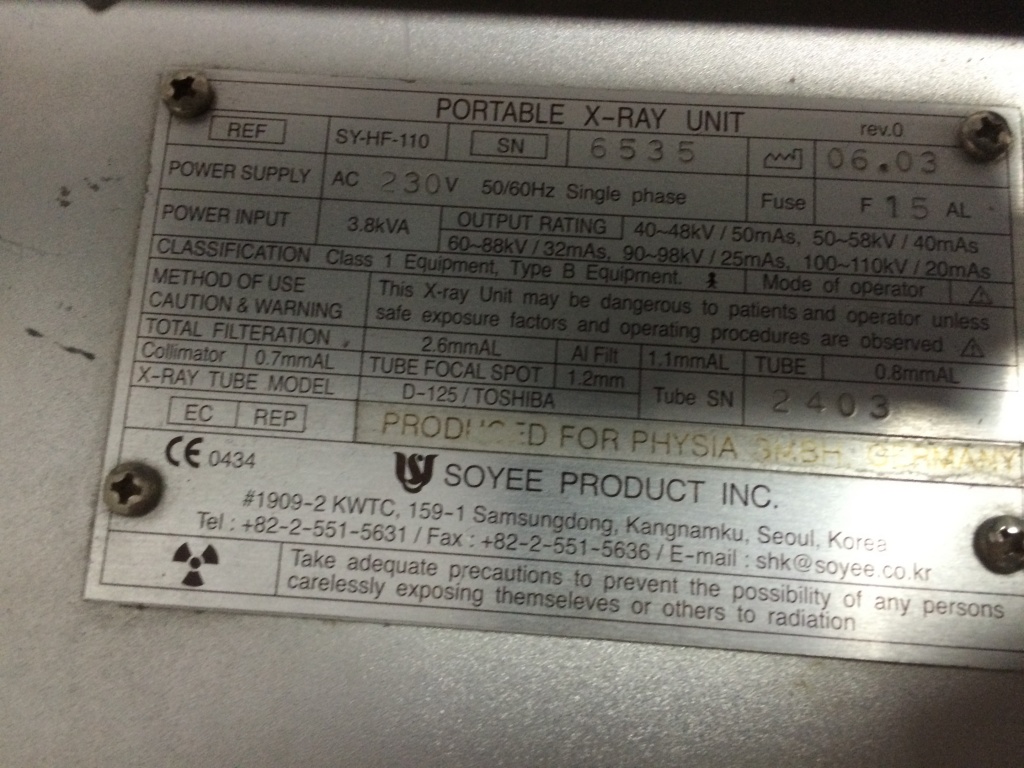 PORTABLE X-RAY UNIT rev.0
REF SY-HF-110 SN 6535 06.03
POWER SUPPLY AC 230V 50/60Hz Single phase Fuse F 15 AL
POWER INPUT 3.8kVA OUTPUT RATING 40~48kV / 50mAs, 50~58kV / 40mAs
60~88kV / 32mAs, 90~98kV / 25mAs, 100~110kV / 20mAs
CLASSIFICATION Class 1 Equipment, Type B Equipment. Mode of operator
METHOD OF USE
CAUTION & WARNING
This X-ray Unit may be dangerous to patients and operator unless
safe exposure factors and operating procedures are observed
TOTAL FILTERATION 2.6mmAL Al Filt 1.1mmAL TUBE 0.8mmAL
Collimator 0.7mmAL TUBE FOCAL SPOT 1.2mm
X-RAY TUBE MODEL D-125 / TOSHIBA Tube SN 2403
EC REP PRODUCED FOR PHYSIA GMBH GERMANY
CE 0434
SOYEE PRODUCT INC.
#1909-2 KWTC, 159-1 Samsungdong, Kangnamku, Seoul, Korea
Tel : +82-2-551-5631 / Fax : +82-2-551-5636 / E-mail : shk@soyee.co.kr
Take adequate precautions to prevent the possibility of any persons
carelessly exposing themseleves or others to radiation